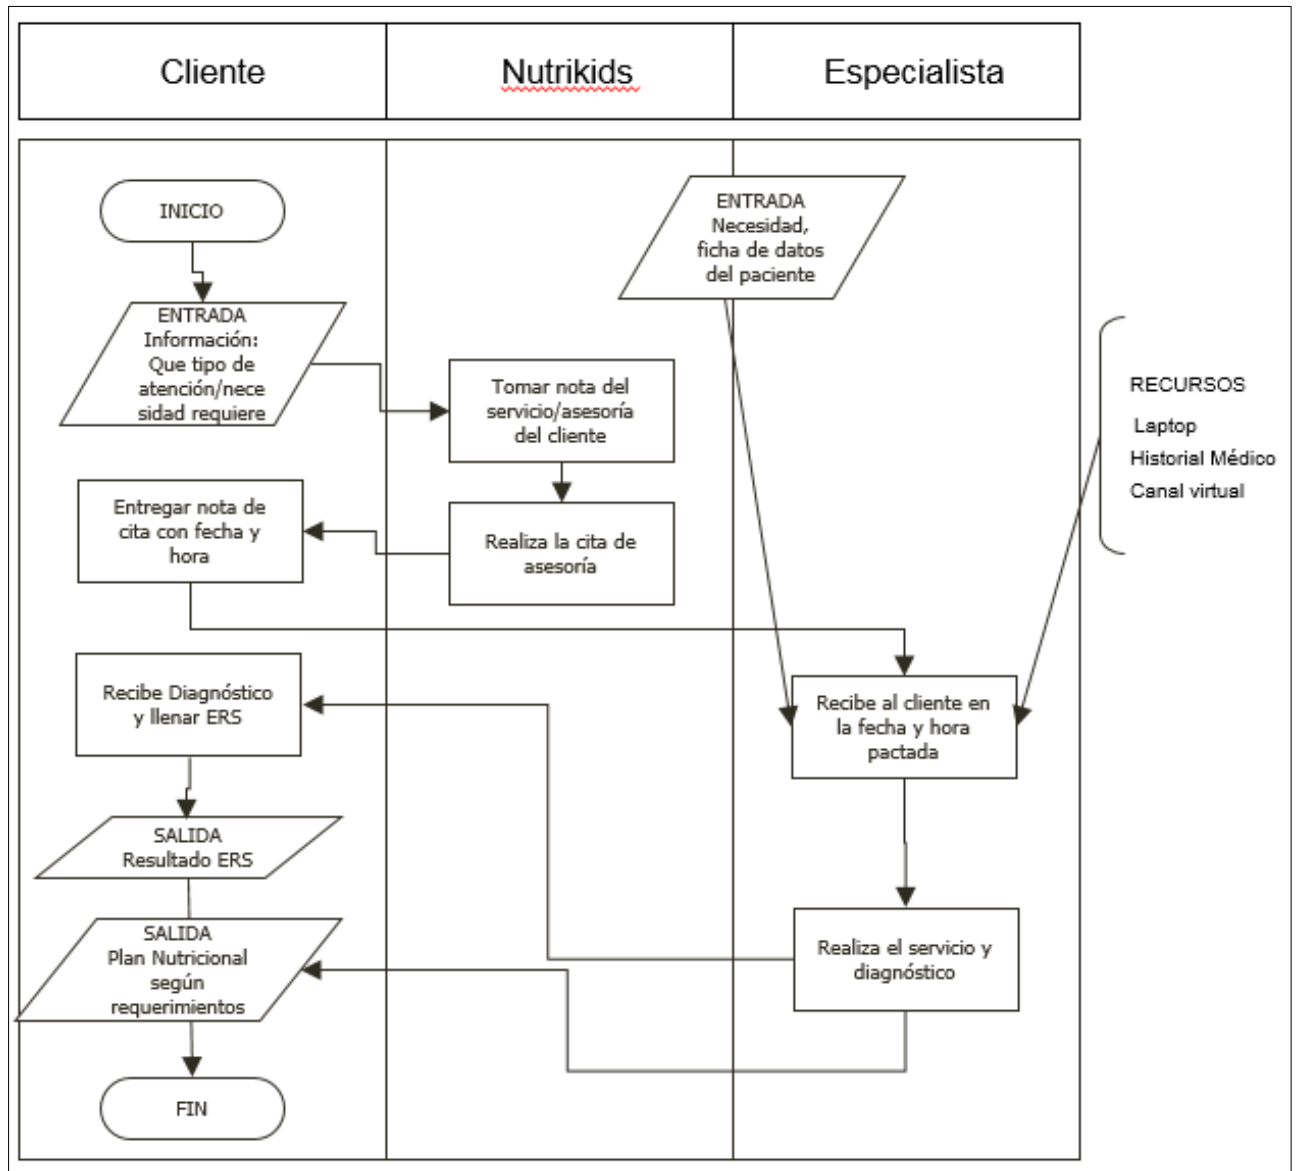 Cliente
Nutrikids
Especialista
INICIO
ENTRADA
Información:
Que tipo de
atención/nece
sidad requiere
Tomar nota del
servicio/asesoría
del cliente
Realiza la cita de
asesoría
Entregar nota de
cita con fecha y
hora
ENTRADA
Necesidad,
ficha de datos
del paciente
RECURSOS
Laptop
Historial Médico
Canal virtual
Recibe al cliente en
la fecha y hora
pactada
Realiza el servicio y
diagnóstico
Recibe Diagnóstico
y llenar ERS
SALIDA
Resultado ERS
SALIDA
Plan Nutricional
según
requerimientos
FIN